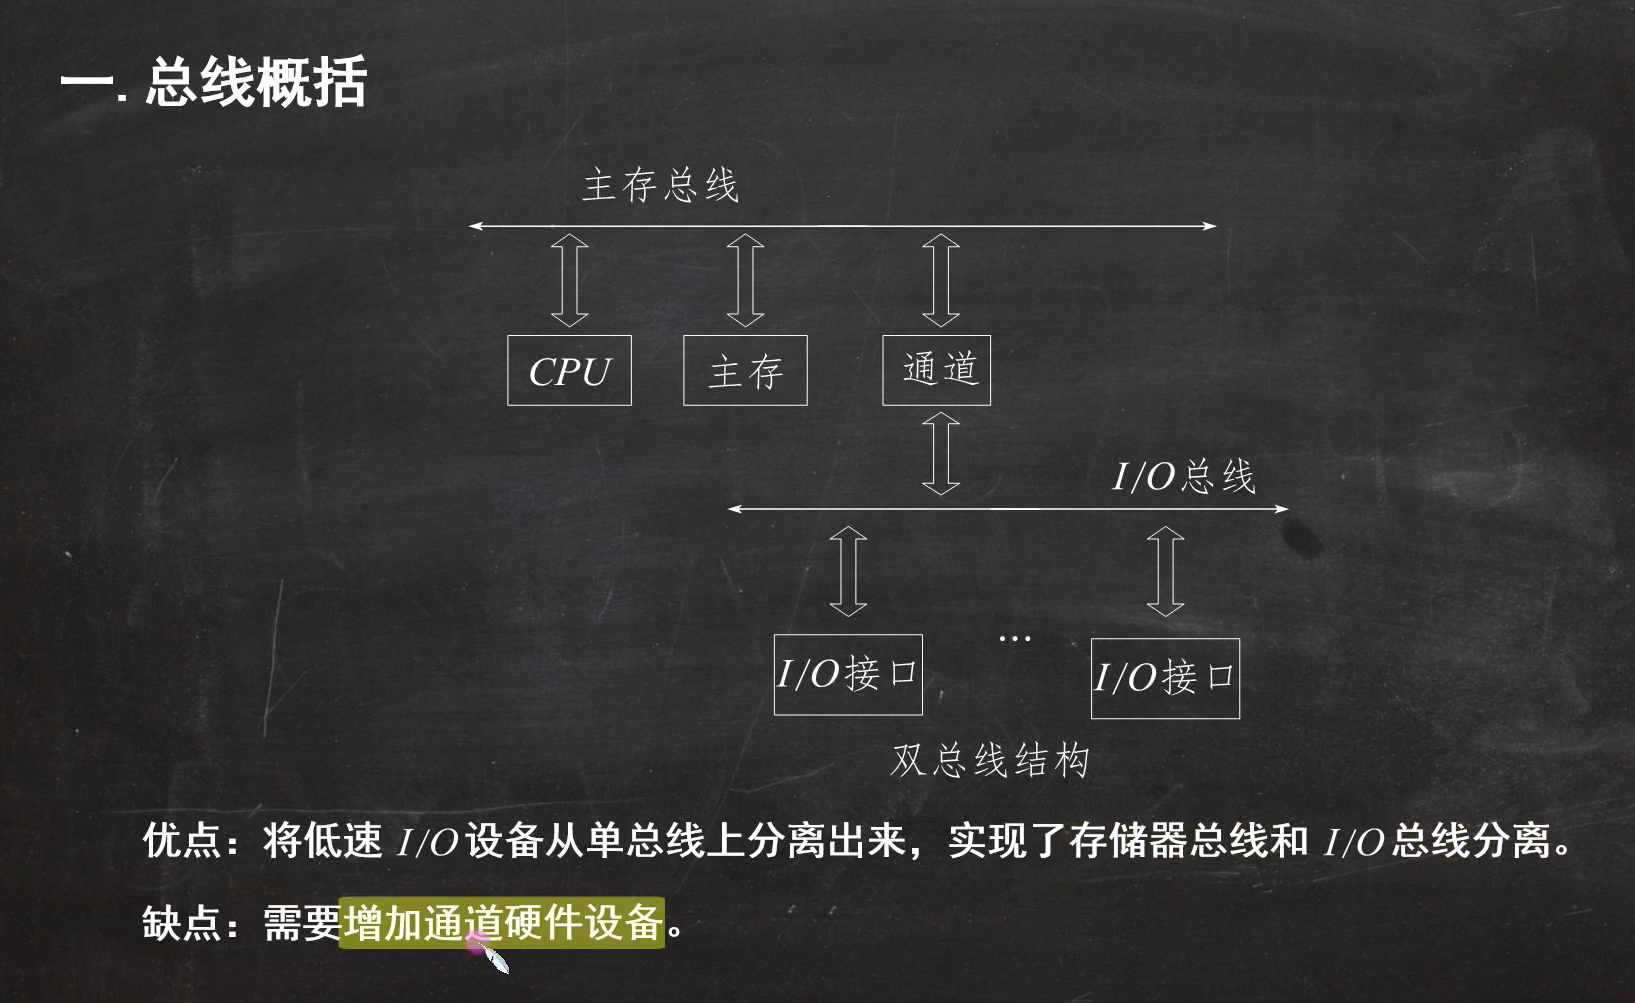 一. 总线概括
主存总线
CPU
主存
通道
I/O总线
I/O接口
...
I/O接口
双总线结构
优点：将低速 I/O设备从单总线上分离出来，实现了存储器总线和 I/O总线分离。
缺点：需要增加通道硬件设备。